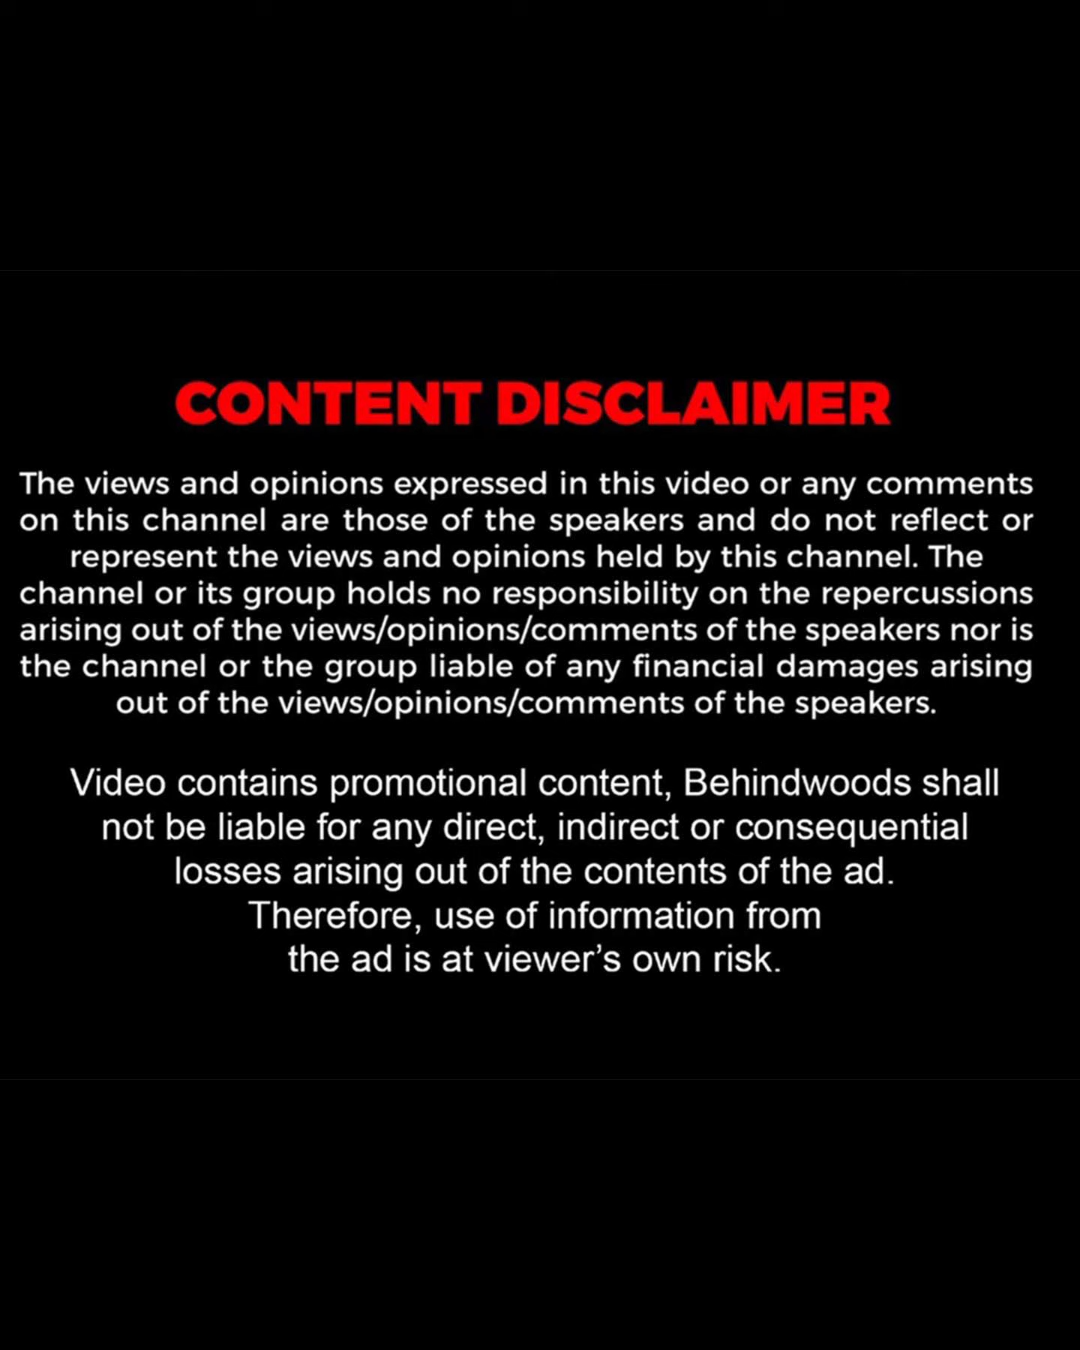 CONTENT DISCLAIMER
The views and opinions expressed in this video or any comments
on this channel are those of the speakers and do not reflect or
represent the views and opinions held by this channel. The
channel or its group holds no responsibility on the repercussions
arising out of the views/opinions/comments of the speakers nor is
the channel or the group liable of any financial damages arising
out of the views/opinions/comments of the speakers.
Video contains promotional content, Behindwoods shall
not be liable for any direct, indirect or consequential
losses arising out of the contents of the ad.
Therefore, use of information from
the ad is at viewer’s own risk.